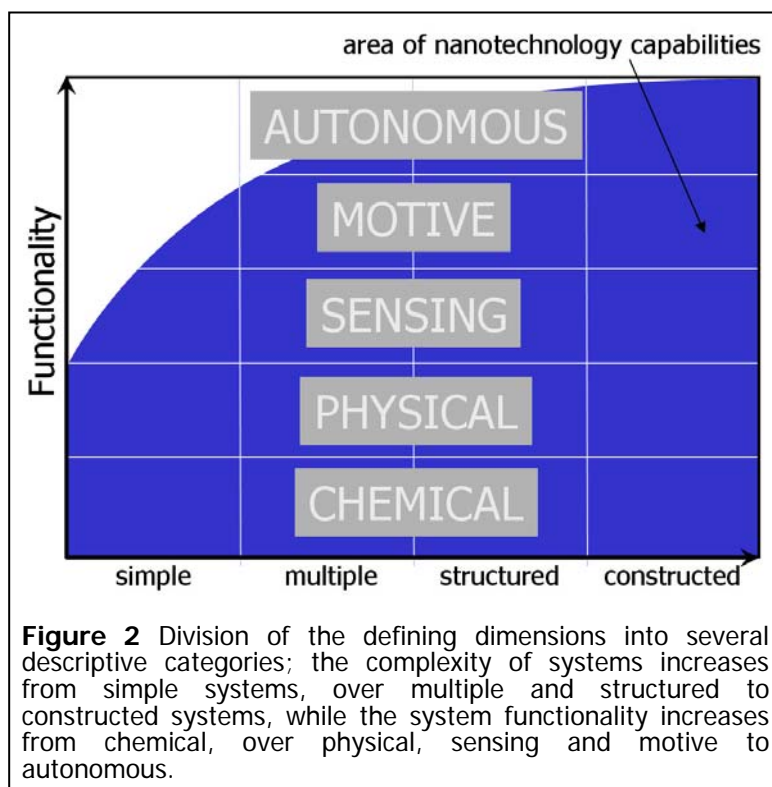 area of nanotechnology capabilities
Functionality
AUTONOMOUS
MOTIVE
SENSING
PHYSICAL
CHEMICAL
simple multiple structured constructed
Figure 2 Division of the defining dimensions into several
descriptive categories; the complexity of systems increases
from simple systems, over multiple and structured to
constructed systems, while the system functionality increases
from chemical, over physical, sensing and motive to
autonomous.